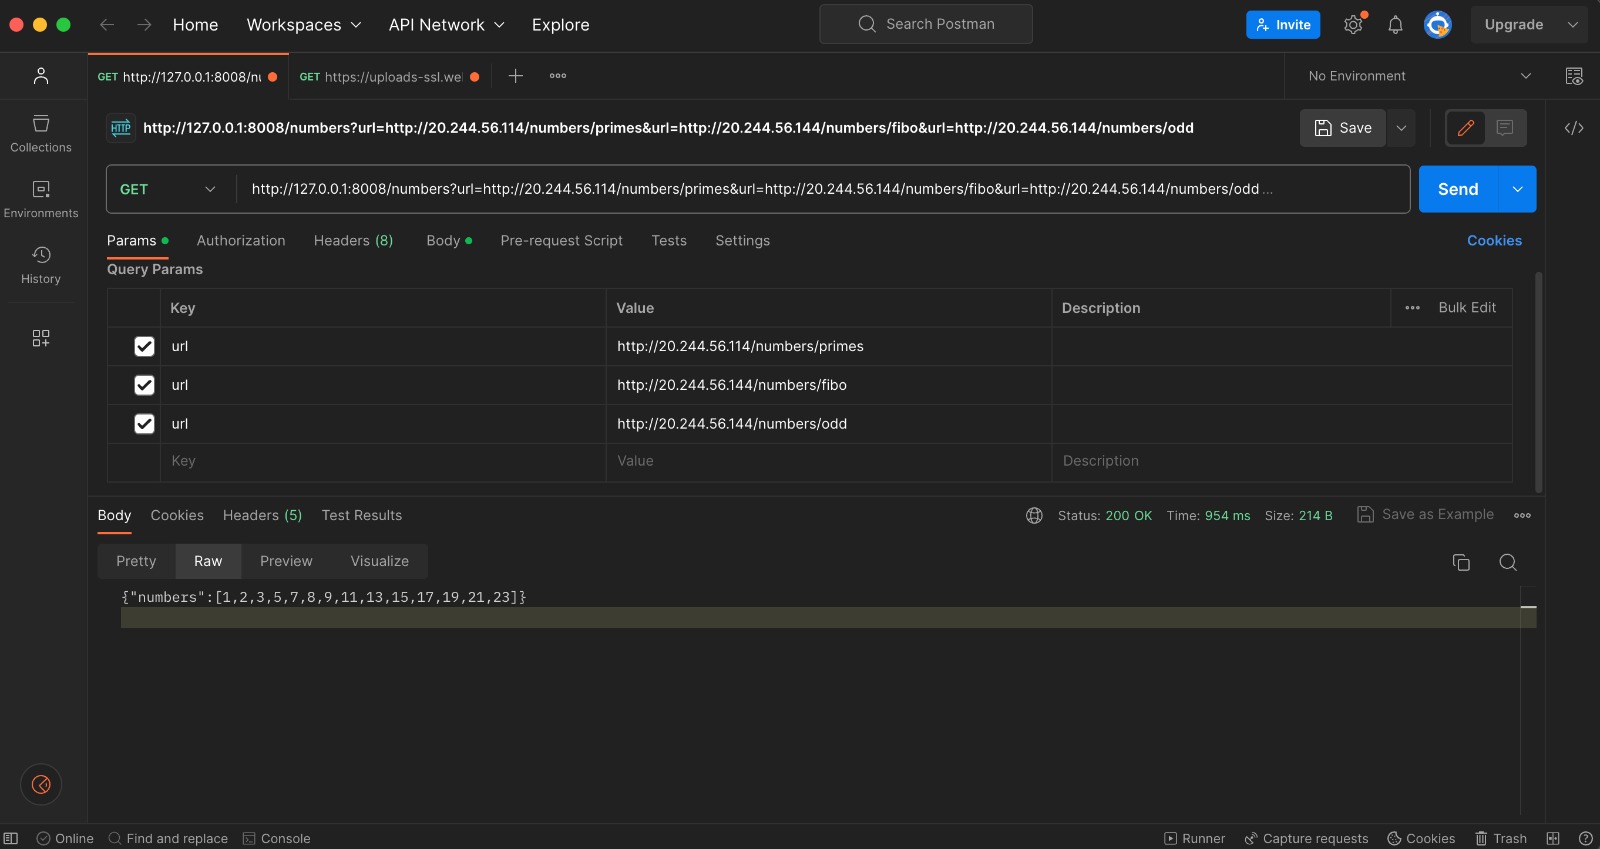 Home Workspaces API Network Explore Search Postman Invite Upgrade
GET http://127.0.0.1:8008/nu GET https://uploads-ssl.we No Environment
HTTP http://127.0.0.1:8008/numbers?url=http://20.244.56.114/numbers/primes&url=http://20.244.56.144/numbers/fibo&url=http://20.244.56.144/numbers/odd Save
Collections
GET http://127.0.0.1:8008/numbers?url=http://20.244.56.114/numbers/primes&url=http://20.244.56.144/numbers/fibo&url=http://20.244.56.144/numbers/odd ... Send
Environments
Params Authorization Headers (8) Body Pre-request Script Tests Settings Cookies
History
Query Params
Key Value Description Bulk Edit
url http://20.244.56.114/numbers/primes
url http://20.244.56.144/numbers/fibo
url http://20.244.56.144/numbers/odd
Key Value Description
Body Cookies Headers (5) Test Results Status: 200 OK Time: 954 ms Size: 214 B Save as Example
Pretty Raw Preview Visualize
{"numbers":[1,2,3,5,7,8,9,11,13,15,17,19,21,23]}
Online Find and replace Console Runner Capture requests Cookies Trash